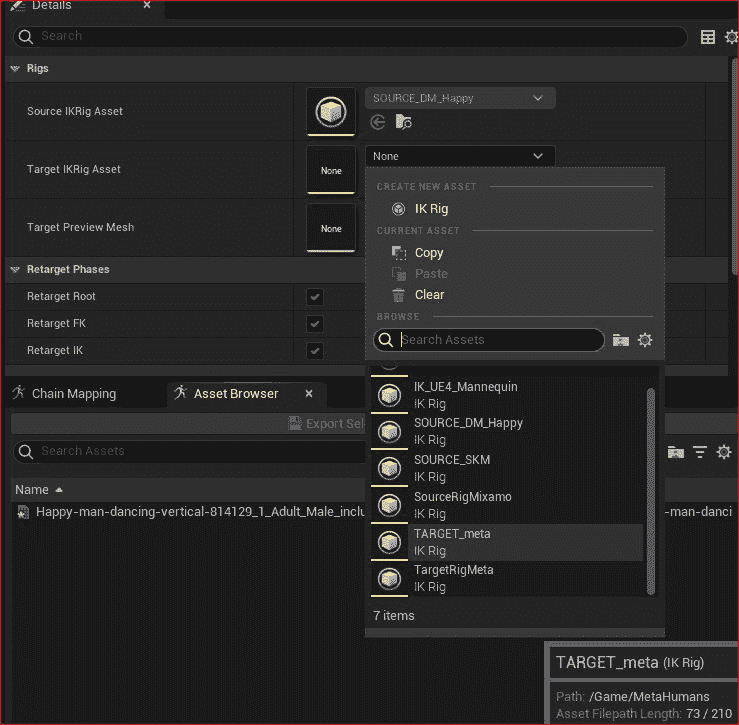 Details
Search
Rigs
Source IKRig Asset
SOURCE_DM_Happy
Target IKRig Asset
None
None
CREATE NEW ASSET
IK Rig
CURRENT ASSET
Copy
Paste
Clear
BROWSE
Search Assets
Target Preview Mesh
None
Retarget Phases
Retarget Root
Retarget FK
Retarget IK
IK_UE4_Mannequin
IK Rig
SOURCE_DM_Happy
IK Rig
SOURCE_SKM
IK Rig
SourceRigMixamo
IK Rig
TARGET_meta
IK Rig
TargetRigMeta
IK Rig
7 items
Chain Mapping
Asset Browser
Export Sel
Search Assets
Name
Happy-man-dancing-vertical-814129_1_Adult_Male_inclu
-man-danci
TARGET_meta (IK Rig)
Path: /Game/MetaHumans
Asset Filepath Length: 73 / 210